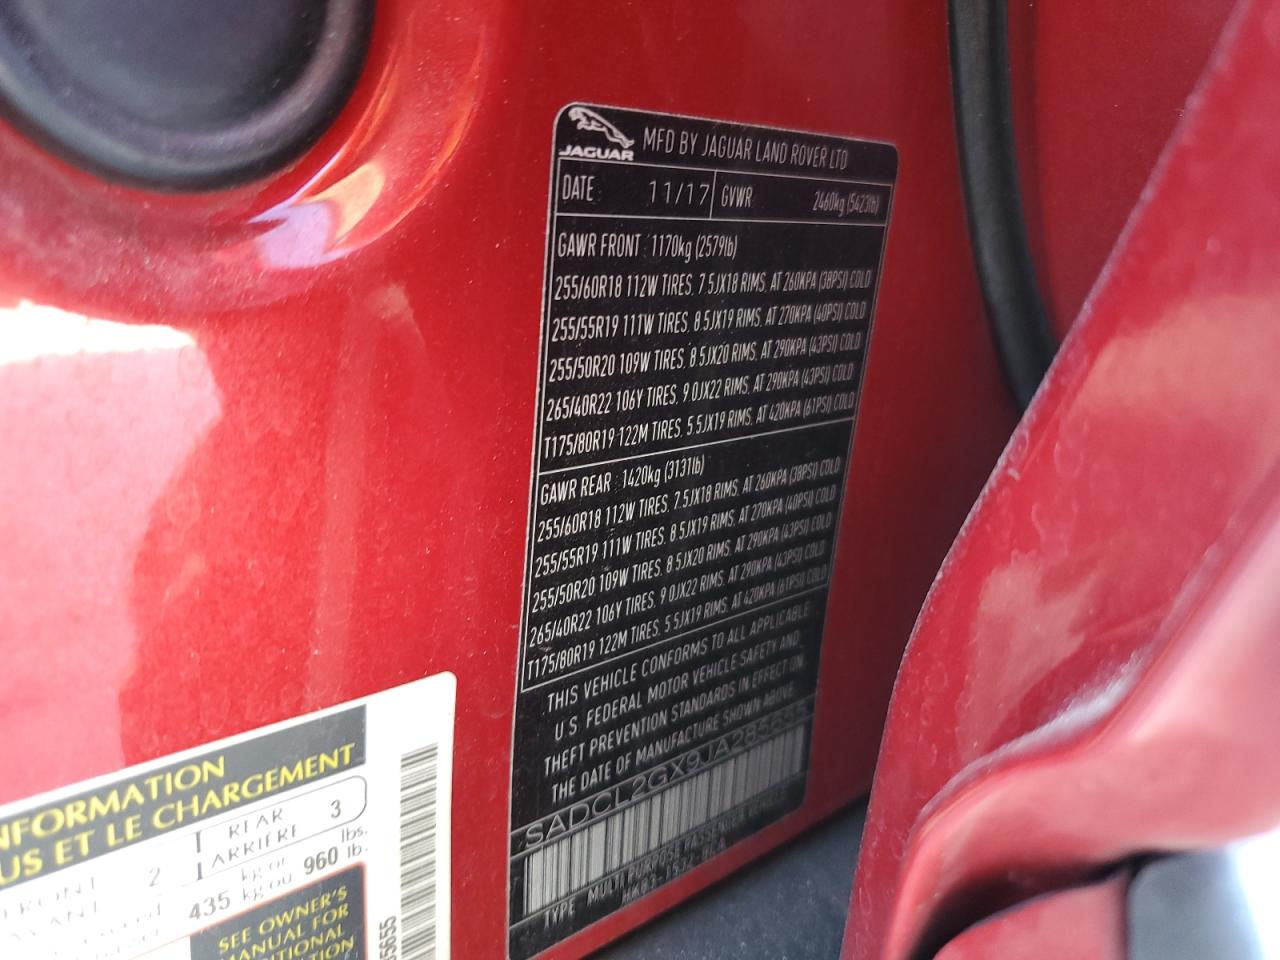 JAGUAR MFD BY JAGUAR LAND ROVER LTD
DATE : 11/17 GVWR 2460kg (5423lb)
GAWR FRONT : 1170kg (2579lb)
255/60R18 112W TIRES, 7.5JX18 RIMS, AT 260KPA (38PSI) COLD
255/55R19 111W TIRES, 8.5JX19 RIMS, AT 270KPA (40PSI) COLD
255/50R20 109W TIRES, 8.5JX20 RIMS, AT 290KPA (43PSI) COLD
265/40R22 106Y TIRES, 9.0JX22 RIMS, AT 290KPA (43PSI) COLD
T175/80R19 122M TIRES, 5.5JX19 RIMS, AT 420KPA (61PSI) COLD
GAWR REAR : 1420kg (3131lb)
255/60R18 112W TIRES, 7.5JX18 RIMS, AT 260KPA (38PSI) COLD
255/55R19 111W TIRES, 8.5JX19 RIMS, AT 270KPA (40PSI) COLD
255/50R20 109W TIRES, 8.5JX20 RIMS, AT 290KPA (43PSI) COLD
265/40R22 106Y TIRES, 9.0JX22 RIMS, AT 290KPA (43PSI) COLD
T175/80R19 122M TIRES, 5.5JX19 RIMS, AT 420KPA (61PSI) COLD
THIS VEHICLE CONFORMS TO ALL APPLICABLE
U.S. FEDERAL MOTOR VEHICLE SAFETY AND
THEFT PREVENTION STANDARDS IN EFFECT ON
THE DATE OF MANUFACTURE SHOWN ABOVE
SADCL2GX9JA285655
TYPE : MULTI PURPOSE PASSENGER
NFORMATION
US ET LE CHARGEMENT
FRONT 2 REAR 3
AVANT ARRIÈRE
435 kg or 960 lbs.
kg ou lb.
SEE OWNER'S
MANUAL FOR
85655